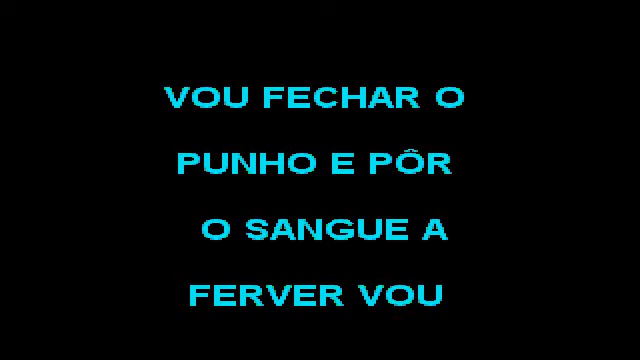 VOU FECHAR O
PUNHO E PÔR
O SANGUE A
FERVER VOU